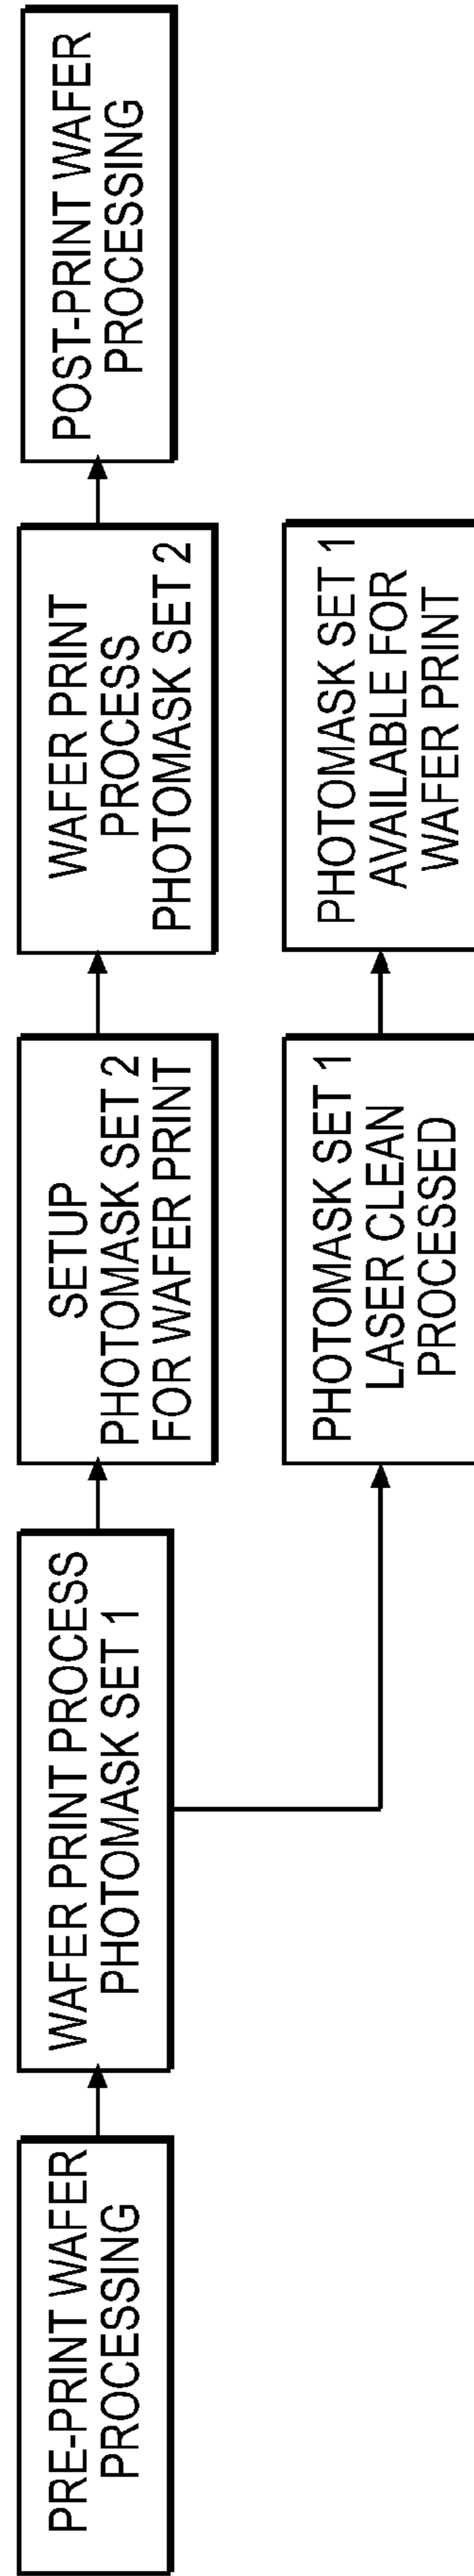 PRE-PRINT WAFER
PROCESSING
WAFER PRINT PROCESS
PHOTOMASK SET 1
SETUP
PHOTOMASK SET 2
FOR WAFER PRINT
WAFER PRINT
PROCESS
PHOTOMASK SET 2
POST-PRINT WAFER
PROCESSING
PHOTOMASK SET 1
LASER CLEAN
PROCESSED
PHOTOMASK SET 1
AVAILABLE FOR
WAFER PRINT